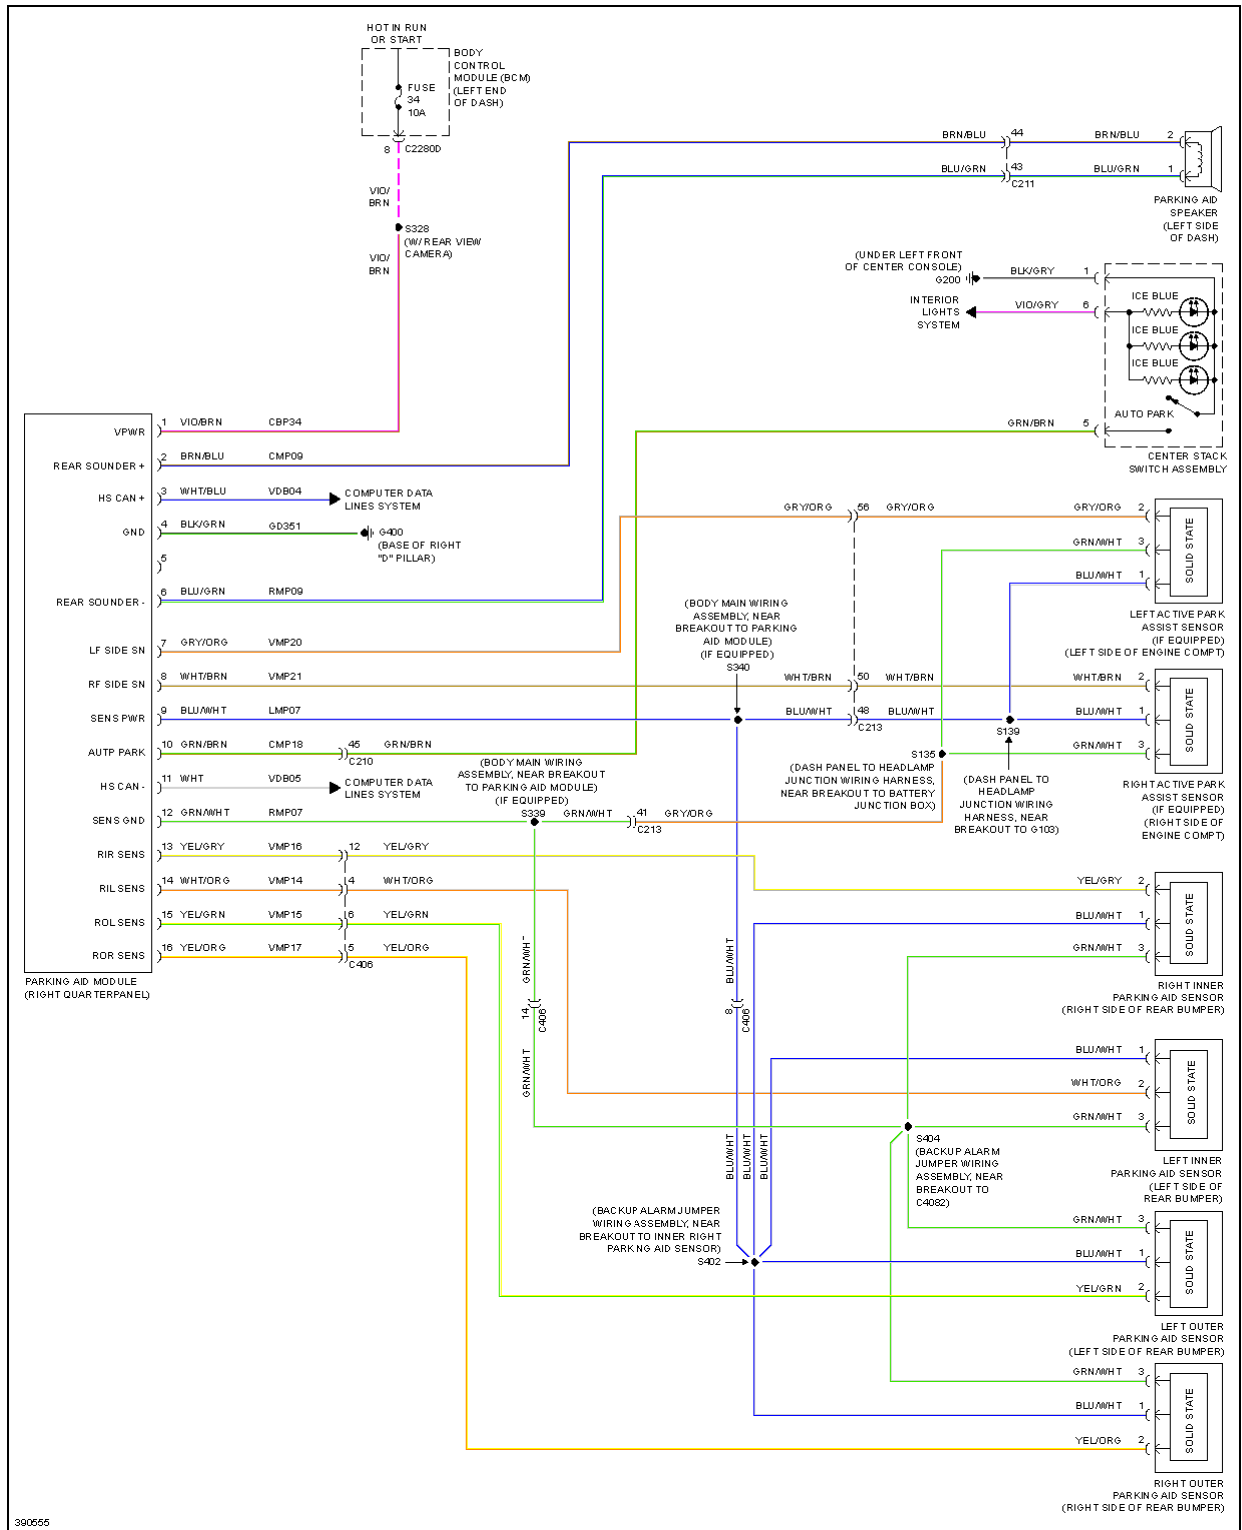 HOT IN RUN
OR START
BODY
CONTROL
MODULE (BCM)
(LEFT END
OF DASH)
FUSE
34
10A
8 C2280D
VIO/
BRN
S328
(W/ REAR VIEW
CAMERA)
VIO/
BRN
BRN/BLU 44 BRN/BLU 2
BLU/GRN 43 BLU/GRN 1
C211
PARKING AID
SPEAKER
(LEFT SIDE
OF DASH)
(UNDER LEFT FRONT
OF CENTER CONSOLE)
G200 BLK/GRY 1
INTERIOR
LIGHTS
SYSTEM
VIO/GRY 6
ICE BLUE
ICE BLUE
ICE BLUE
AUTO PARK
GRN/BRN 5
CENTER STACK
SWITCH ASSEMBLY
VPWR 1 VIO/BRN CBP34
REAR SOUNDER + 2 BRN/BLU CMP09
HS CAN + 3 WHT/BLU VDB04
COMPUTER DATA
LINES SYSTEM
GND 4 BLK/GRN GD351 G400
(BASE OF RIGHT
"D" PILLAR)
5
REAR SOUNDER - 6 BLU/GRN RMP09
LF SIDE SN 7 GRY/ORG VMP20
RF SIDE SN 8 WHT/BRN VMP21
SENS PWR 9 BLU/WHT LMP07
AUTP PARK 10 GRN/BRN CMP18 45 GRN/BRN
C210
HS CAN - 11 WHT VDB05
COMPUTER DATA
LINES SYSTEM
SENS GND 12 GRN/WHT RMP07
RIR SENS 13 YEL/GRY VMP16 12 YEL/GRY
RIL SENS 14 WHT/ORG VMP14 4 WHT/ORG
ROL SENS 15 YEL/GRN VMP15 6 YEL/GRN
ROR SENS 16 YEL/ORG VMP17 5 YEL/ORG
C406
PARKING AID MODULE
(RIGHT QUARTERPANEL)
GRY/ORG 56 GRY/ORG GRY/ORG 2
GRN/WHT 3
BLU/WHT 1
SOLID STATE
LEFT ACTIVE PARK
ASSIST SENSOR
(IF EQUIPPED)
(LEFT SIDE OF ENGINE COMPT)
(BODY MAIN WIRING
ASSEMBLY, NEAR
BREAKOUT TO PARKING
AID MODULE)
(IF EQUIPPED)
S340
WHT/BRN 50 WHT/BRN WHT/BRN 2
BLU/WHT 48 BLU/WHT BLU/WHT 1
C213
S139
S135 GRN/WHT 3
SOLID STATE
RIGHT ACTIVE PARK
ASSIST SENSOR
(IF EQUIPPED)
(RIGHT SIDE OF
ENGINE COMPT)
(DASH PANEL TO HEADLAMP
JUNCTION WIRING HARNESS,
NEAR BREAKOUT TO BATTERY
JUNCTION BOX)
(DASH PANEL TO
HEADLAMP
JUNCTION WIRING
HARNESS, NEAR
BREAKOUT TO G103)
(BODY MAIN WIRING
ASSEMBLY, NEAR BREAKOUT
TO PARKING AID MODULE)
(IF EQUIPPED)
S339 GRN/WHT 41 GRY/ORG
C213
YEL/GRY 2
BLU/WHT 1
GRN/WHT 3
SOLID STATE
RIGHT INNER
PARKING AID SENSOR
(RIGHT SIDE OF REAR BUMPER)
GRN/WHT
14 C406
GRN/WHT
BLU/WHT
8 C406
BLU/WHT
BLU/WHT
BLU/WHT
BLU/WHT 1
WHT/ORG 2
GRN/WHT 3
SOLID STATE
LEFT INNER
PARKING AID SENSOR
(LEFT SIDE OF
REAR BUMPER)
S404
(BACKUP ALARM
JUMPER WIRING
ASSEMBLY, NEAR
BREAKOUT TO
C4082)
(BACKUP ALARM JUMPER
WIRING ASSEMBLY, NEAR
BREAKOUT TO INNER RIGHT
PARKNG AID SENSOR)
S402
GRN/WHT 3
BLU/WHT 1
YEL/GRN 2
SOLID STATE
LEFT OUTER
PARKING AID SENSOR
(LEFT SIDE OF REAR BUMPER)
GRN/WHT 3
BLU/WHT 1
YEL/ORG 2
SOLID STATE
RIGHT OUTER
PARKING AID SENSOR
(RIGHT SIDE OF REAR BUMPER)
390555